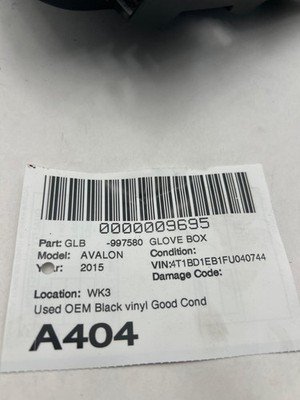 0000009695
Part: GLB -997580 GLOVE BOX
Model: AVALON Condition:
Year: 2015 VIN:4T1BD1EB1FU040744
Damage Code:
Location: WK3
Used OEM Black vinyl Good Cond
A404